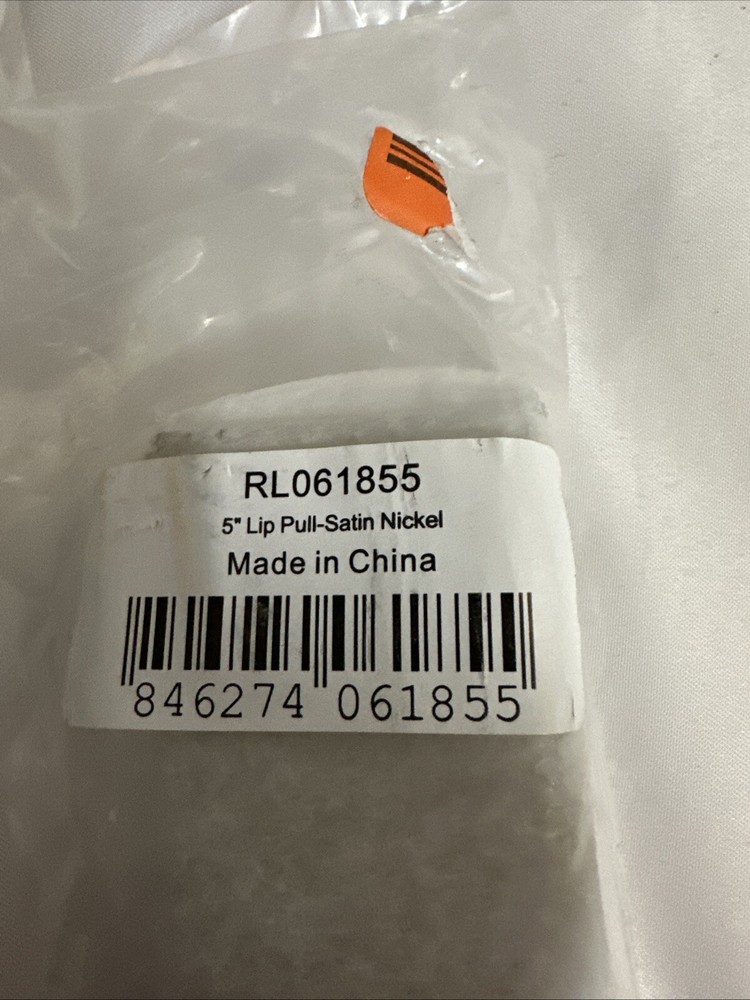 RL061855
5" Lip Pull-Satin Nickel
Made in China
846274 061855